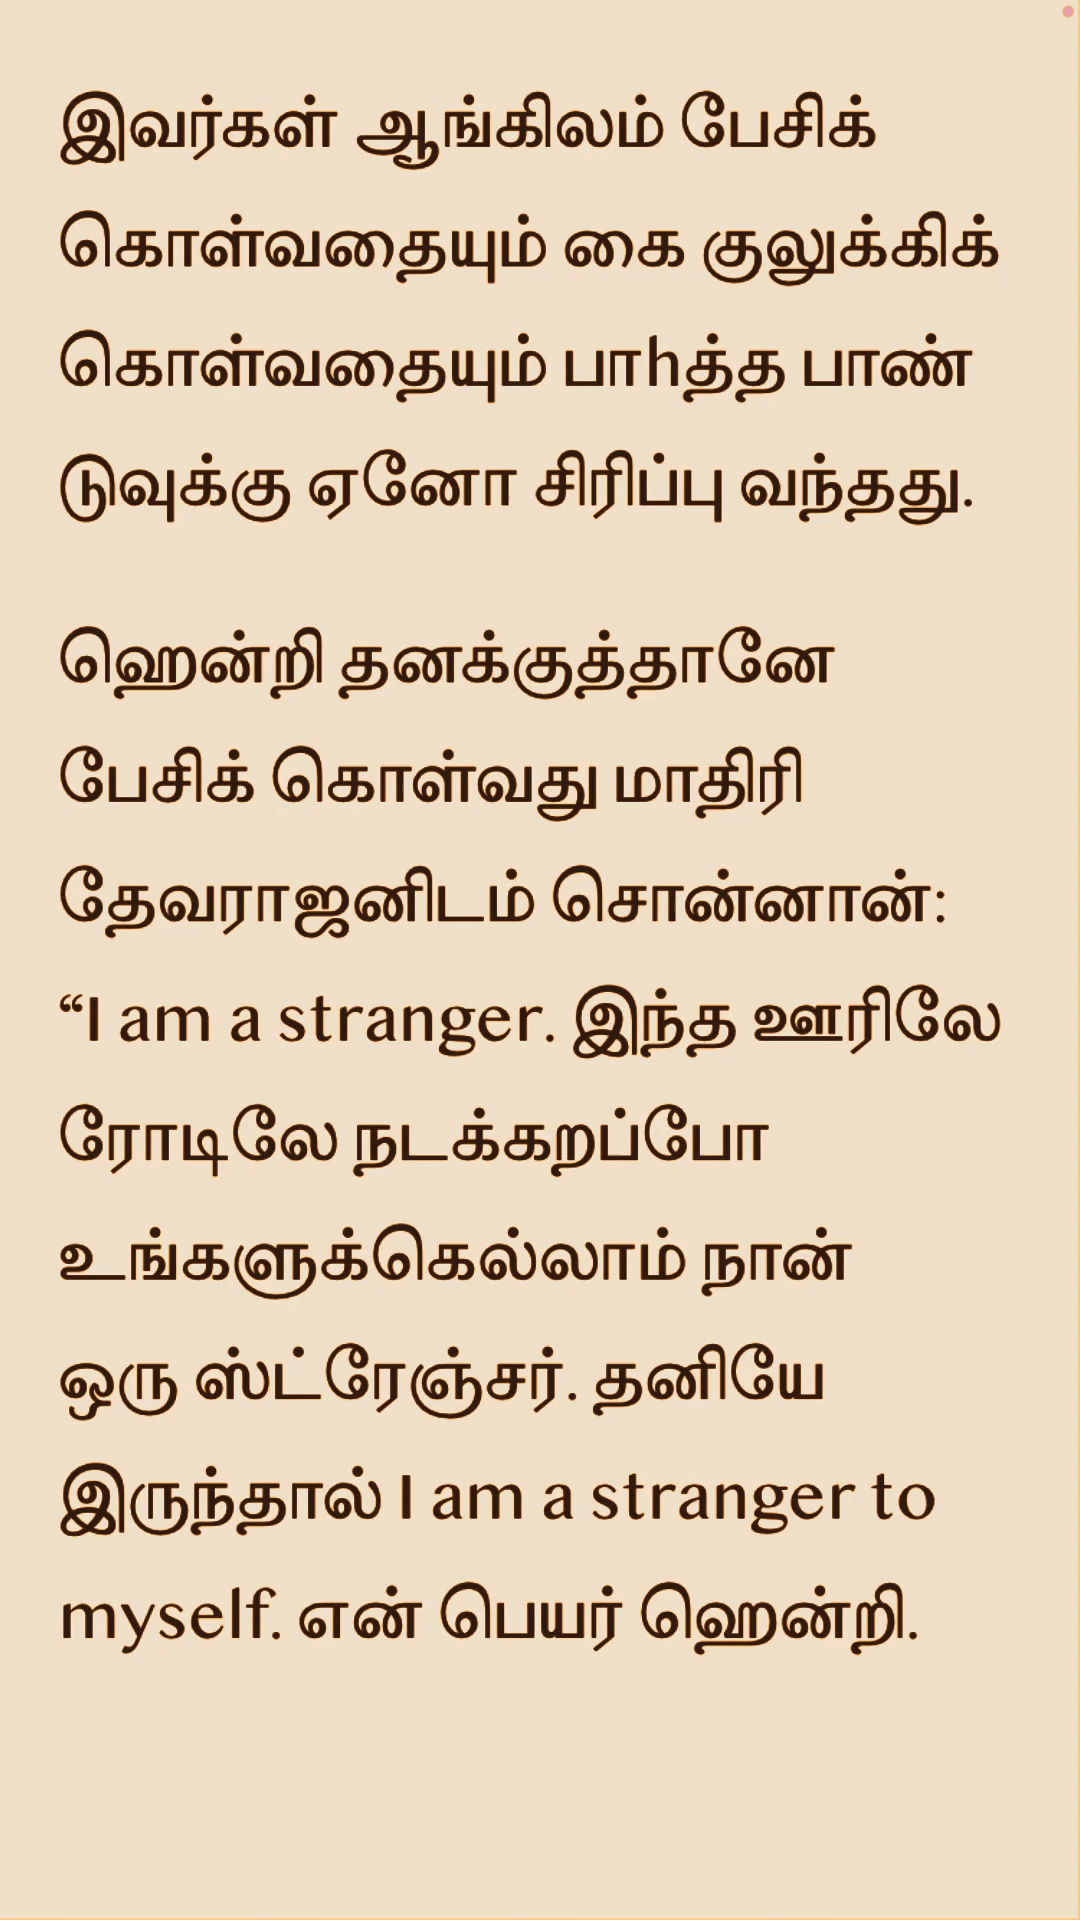 இவர்கள் ஆங்கிலம் பேசிக்
கொள்வதையும் கை குலுக்கிக்
கொள்வதையும் பாhத்த பாண்
டுவுக்கு ஏனோ சிரிப்பு வந்தது.
ஹென்றி தனக்குத்தானே
பேசிக் கொள்வது மாதிரி
தேவராஜனிடம் சொன்னான்:
“I am a stranger. இந்த ஊரிலே
ரோடிலே நடக்கறப்போ
உங்களுக்கெல்லாம் நான்
ஒரு ஸ்ட்ரேஞ்சர். தனியே
இருந்தால் I am a stranger to
myself. என் பெயர் ஹென்றி.